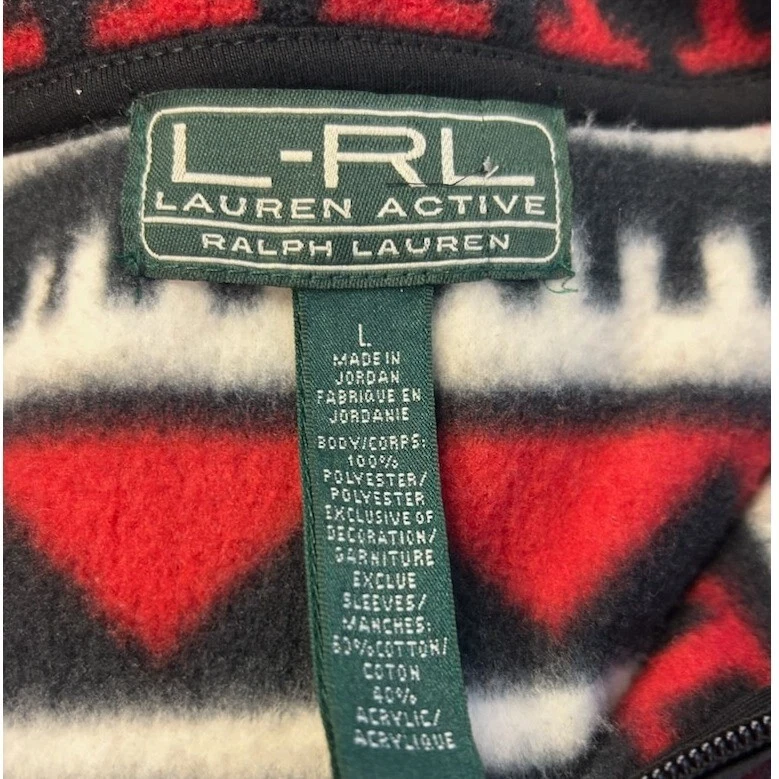 L-RL
LAUREN ACTIVE
RALPH LAUREN
L
MADE IN
JORDAN
FABRIQUE EN
JORDANIE
BODY/CORPS:
100%
POLYESTER/
POLYESTER
EXCLUSIVE OF
DECORATION/
GARNITURE
EXCLUE
SLEEVES/
MANCHES:
60%COTTON/
COTON
40%
ACRYLIC/
ACRYLIQUE